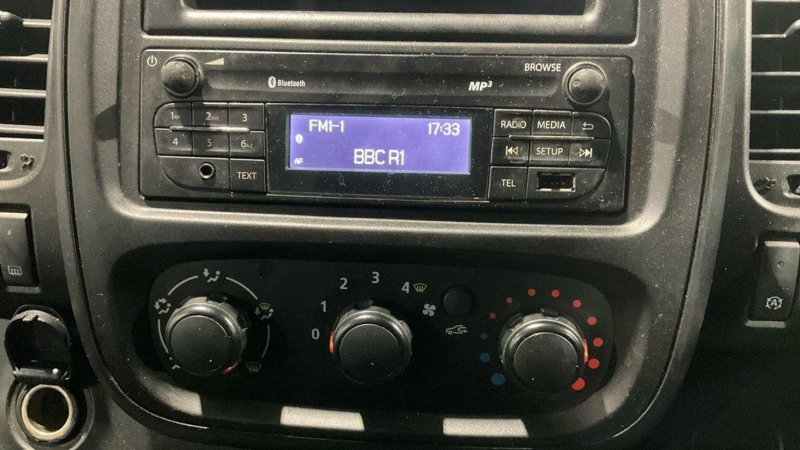 BROWSE
Bluetooth
MP3
1
2
3
FM1-1 17:33
RADIO MEDIA
4 5 6
BBC R1
SETUP
AF
TEXT
TEL
0 1 2 3 4
A